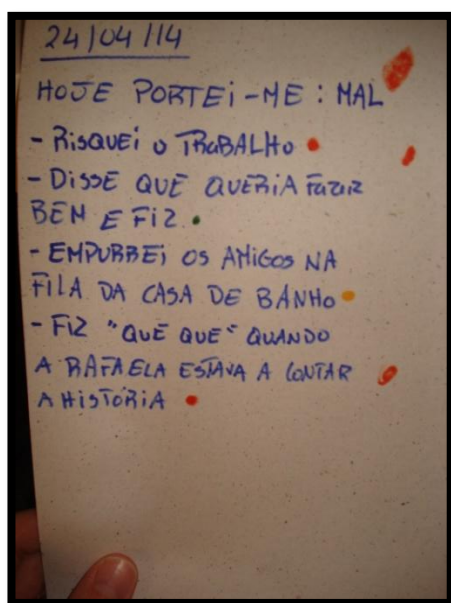 24/04/14
HOJE PORTEI-ME : MAL
- RISQUEI O TRABALHO
- DISSE QUE QUERIA FAZER
BEM E FIZ.
- EMPURREI OS AMIGOS NA
FILA DA CASA DE BANHO
- FIZ "QUE QUE" QUANDO
A RAFAELA ESTAVA A CONTAR
A HISTÓRIA